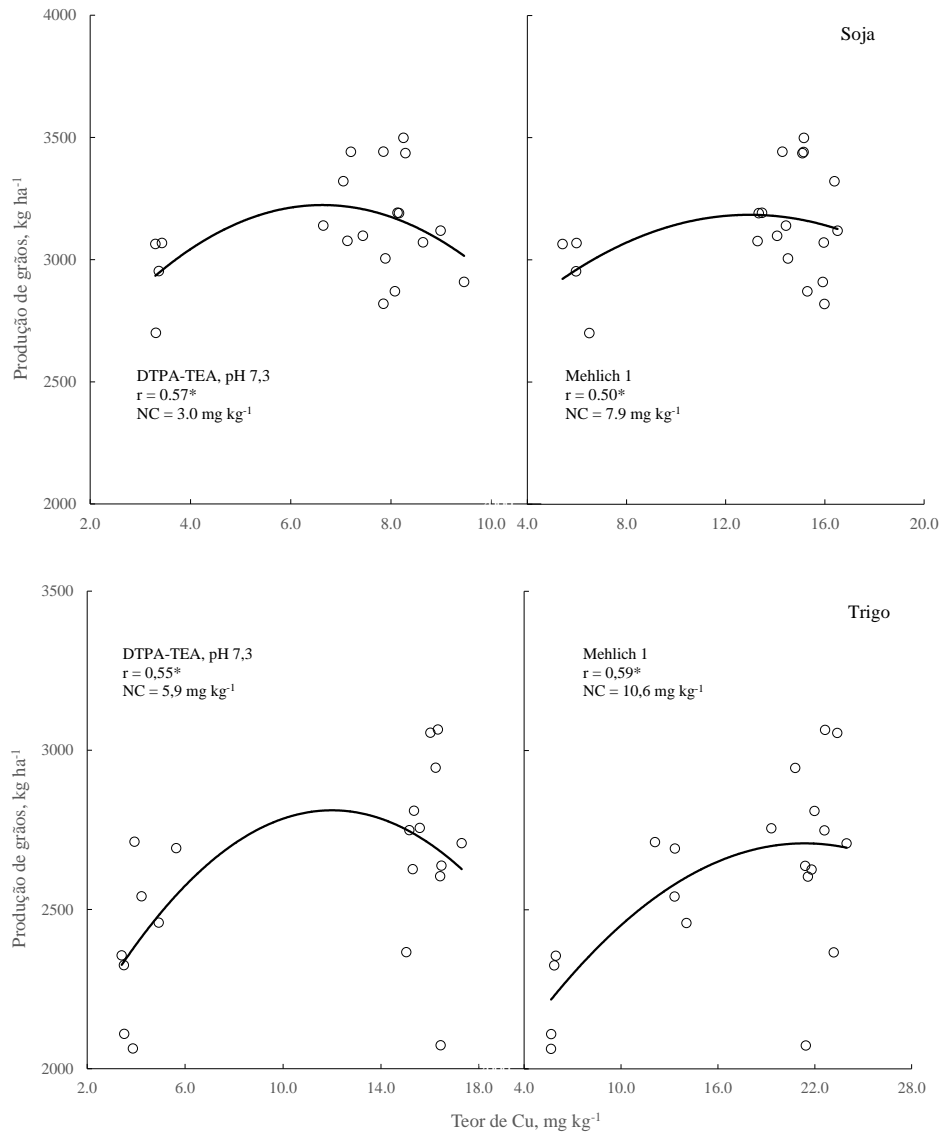 Soja
4000
3500
3000
2500
2000
Produção de grãos, kg ha-1
DTPA-TEA, pH 7,3
r = 0.57*
NC = 3.0 mg kg-1
Mehlich 1
r = 0.50*
NC = 7.9 mg kg-1
2.0 4.0 6.0 8.0 10.0 4.0 8.0 12.0 16.0 20.0
Trigo
3500
3000
2500
2000
Produção de grãos, kg ha-1
DTPA-TEA, pH 7,3
r = 0,55*
NC = 5,9 mg kg-1
Mehlich 1
r = 0,59*
NC = 10,6 mg kg-1
2.0 6.0 10.0 14.0 18.0 4.0 10.0 16.0 22.0 28.0
Teor de Cu, mg kg-1